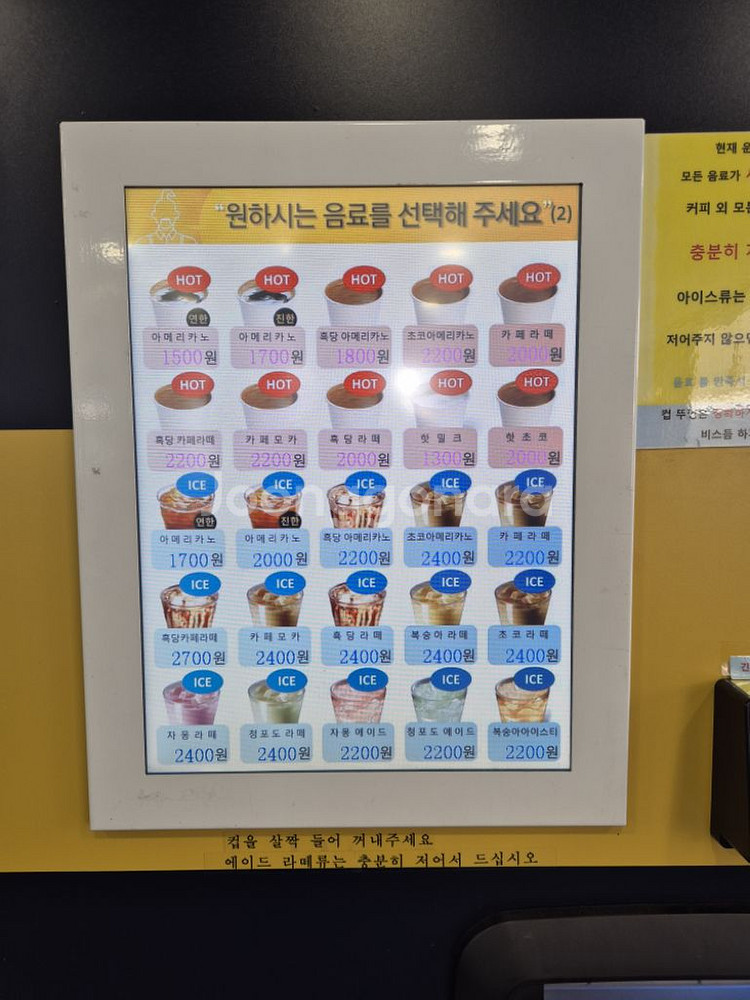 "원하시는 음료를 선택해 주세요"(2)
HOT HOT HOT HOT HOT
연한 진한
아메리카노 아메리카노 흑당 아메리카노 초코아메리카노 카페라떼
1500원 1700원 1800원 2200원 2000원
HOT HOT HOT HOT HOT
흑당 카페라떼 카페모카 흑당라떼 핫밀크 핫초코
2200원 2200원 2000원 1300원 2000원
ICE ICE ICE ICE ICE
연한 진한
아메리카노 아메리카노 흑당 아메리카노 초코아메리카노 카페라떼
1700원 2000원 2200원 2400원 2200원
ICE ICE ICE ICE ICE
흑당카페라떼 카페모카 흑당라떼 복숭아라떼 초코라떼
2700원 2400원 2400원 2400원 2400원
ICE ICE ICE ICE ICE
자몽라떼 청포도라떼 자몽에이드 청포도에이드 복숭아아이스티
2400원 2400원 2200원 2200원 2200원
컵을 살짝 들어 꺼내주세요
에이드 라떼류는 충분히 저어서 드십시오
현재
모든 음료가
커피 외
충분히
아이스류는
저어주지
컵
비스듬
joonggonara